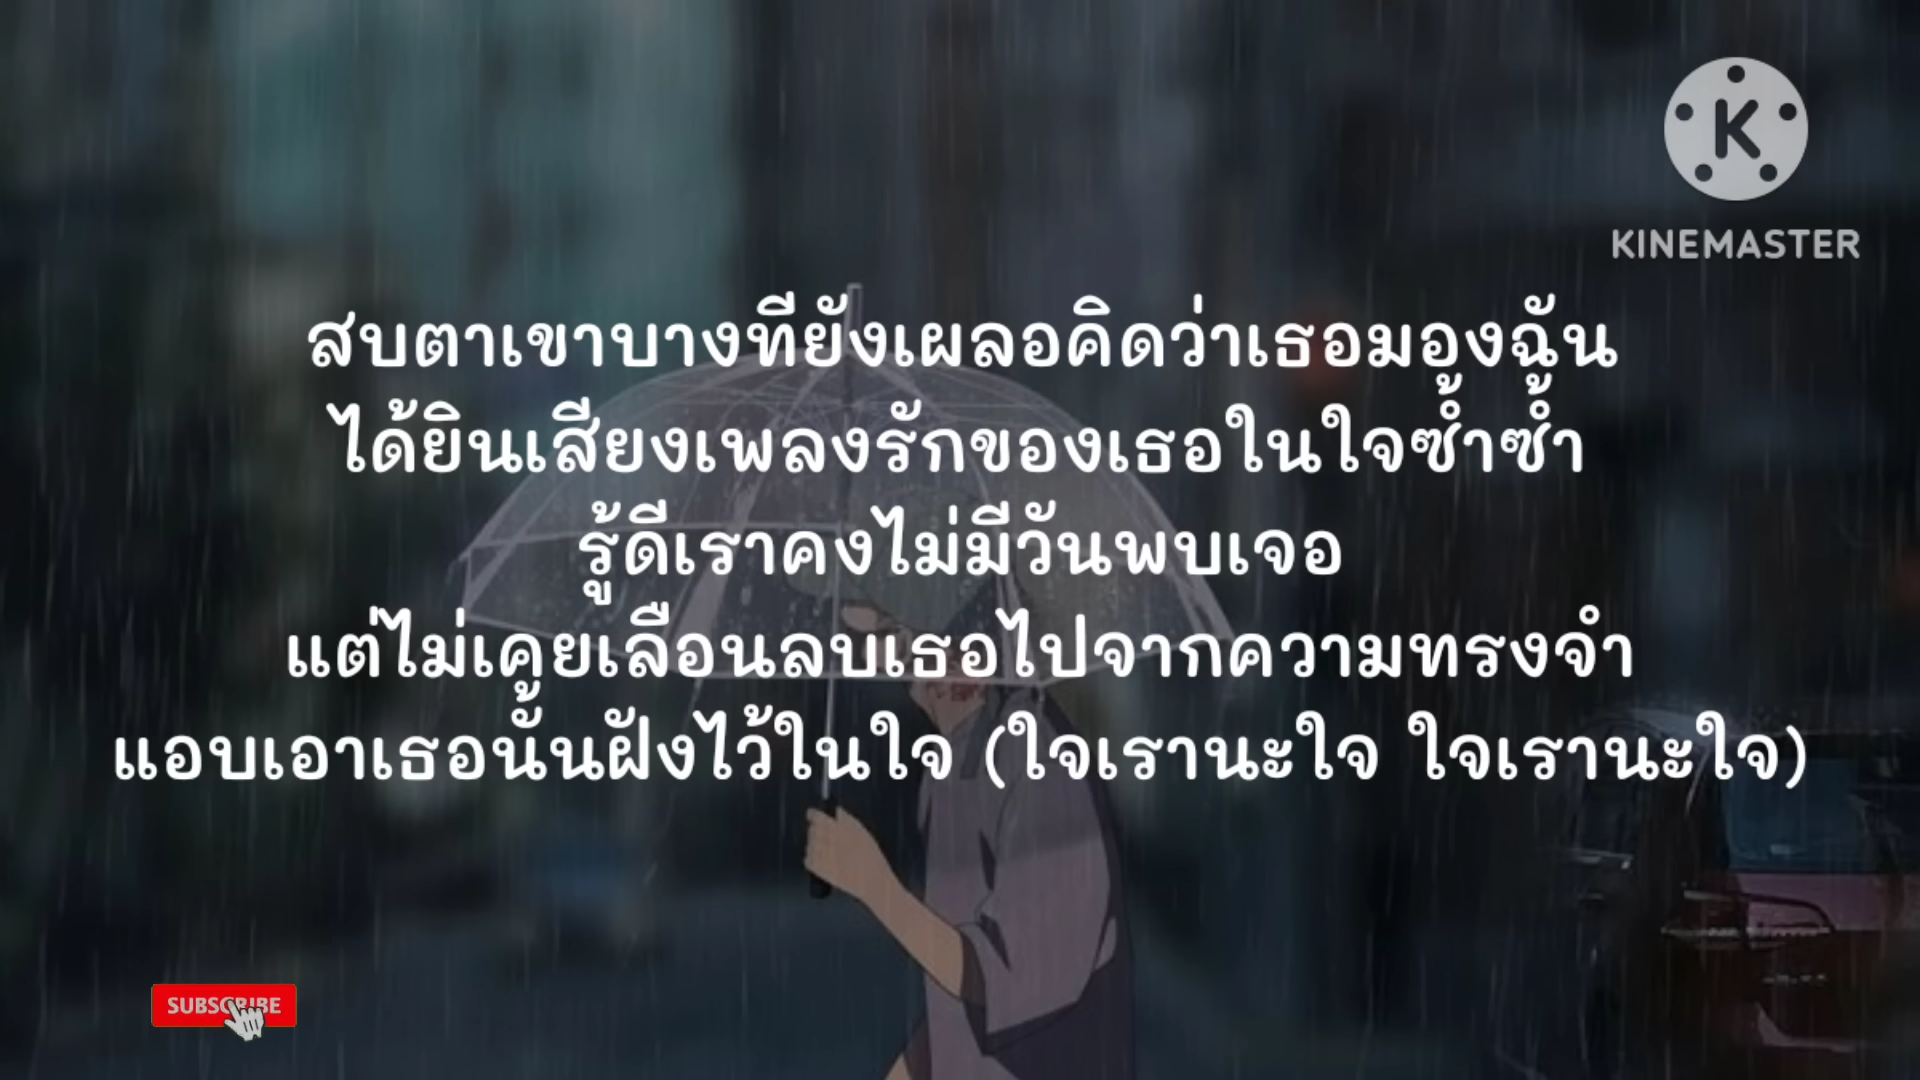 KINEMASTER
สบตาเขาบางทียังเผลอคิดว่าเธอมองฉัน
ได้ยินเสียงเพลงรักของเธอในใจซ้ำซ้ำ
รู้ดีเราคงไม่มีวันพบเจอ
แต่ไม่เคยเลือนลบเธอไปจากความทรงจำ
แอบเอาเธอนั้นฝังไว้ในใจ (ใจเรานะใจ ใจเรานะใจ)
SUBSCRIBE